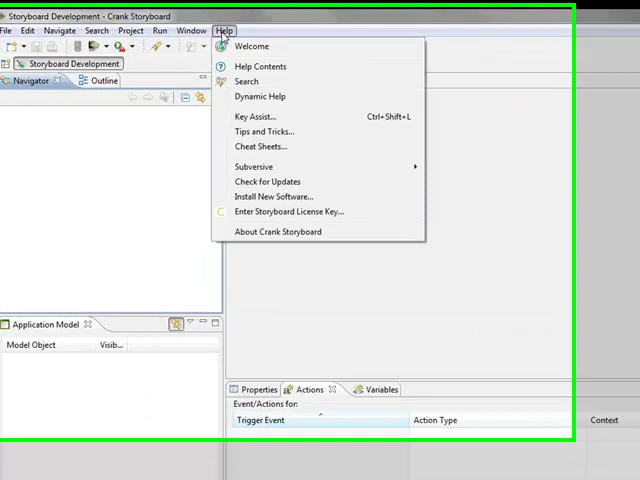 Storyboard Development - Crank Storyboard
File Edit Navigate Search Project Run Window Help
Storyboard Development
Navigator Outline
Welcome
Help Contents
Search
Dynamic Help
Key Assist... Ctrl+Shift+L
Tips and Tricks...
Cheat Sheets...
Subversive
Check for Updates
Install New Software...
Enter Storyboard License Key...
About Crank Storyboard
Application Model
Model Object Visib...
Properties Actions Variables
Event/Actions for:
Trigger Event Action Type Context